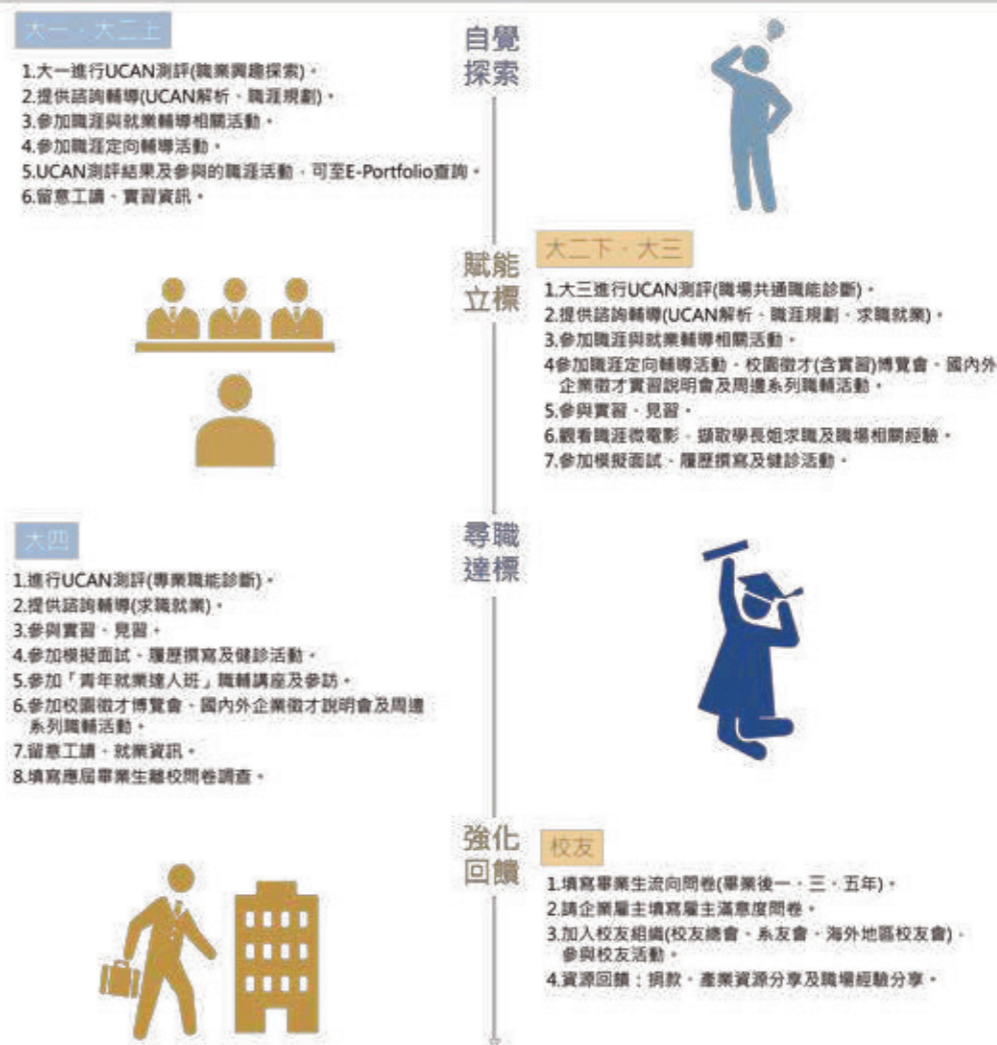 大一、大二上
自覺
探索
1.大一進行UCAN測評(職業興趣探索)。
2.提供諮詢輔導(UCAN解析、職涯規劃)。
3.參加職涯與就業輔導相關活動。
4.參加職涯定向輔導活動。
5.UCAN測評結果及參與的職涯活動，可至E-Portfolio查詢。
6.留意工讀、實習資訊。
賦能
立標
大二下、大三
1.大三進行UCAN測評(職場共通職能診斷)。
2.提供諮詢輔導(UCAN解析、職涯規劃、求職就業)。
3.參加職涯與就業輔導相關活動。
4參加職涯定向輔導活動、校園徵才(含實習)博覽會、國內外
企業徵才實習說明會及周邊系列職輔活動。
5.參與實習、見習。
6.觀看職涯微電影，擷取學長姐求職及職場相關經驗。
7.參加模擬面試、履歷撰寫及健診活動。
大四
尋職
達標
1.進行UCAN測評(專業職能診斷)。
2.提供諮詢輔導(求職就業)。
3.參與實習、見習。
4.參加模擬面試、履歷撰寫及健診活動。
5.參加「青年就業達人班」職輔講座及參訪。
6.參加校園徵才博覽會、國內外企業徵才說明會及周邊
系列職輔活動。
7.留意工讀、就業資訊。
8.填寫應屆畢業生離校問卷調查。
強化
回饋
校友
1.填寫畢業生流向問卷(畢業後一、三、五年)。
2.請企業雇主填寫雇主滿意度問卷。
3.加入校友組織(校友總會、系友會、海外地區校友會)，
參與校友活動。
4.資源回饋：捐款、產業資源分享及職場經驗分享。